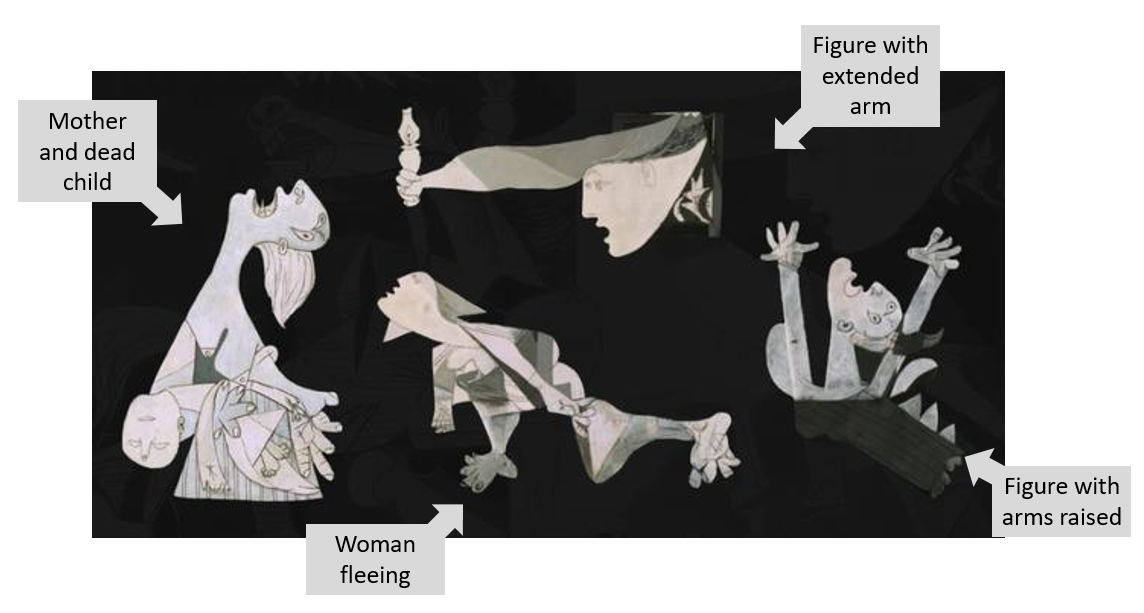 Figure with
extended
arm
Mother
and dead
child
Figure with
arms raised
Woman
fleeing